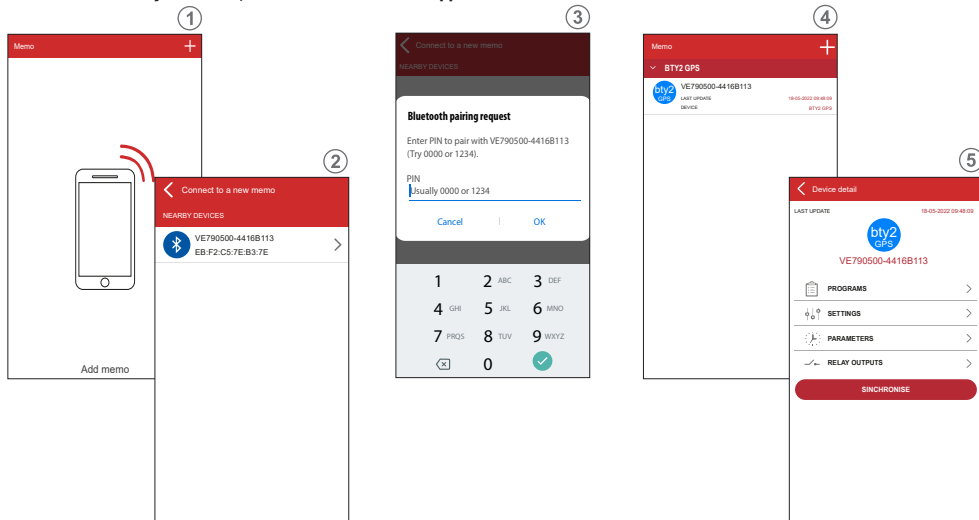 1
Memo
+
Add memo
2
Connect to a new memo
NEARBY DEVICES
VE790500-4416B113
EB:F2:C5:7E:B3:7E
3
Connect to a new memo
NEARBY DEVICES
Bluetooth pairing request
Enter PIN to pair with VE790500-4416B113
(Try 0000 or 1234).
PIN
Usually 0000 or 1234
Cancel
OK
1 2 ABC 3 DEF
4 GHI 5 JKL 6 MNO
7 PRQS 8 TUV 9 WXYZ
0
4
Memo
+
BTY2 GPS
bty2
GPS
VE790500-4416B113
LAST UPDATE 18-05-2022 09:48:09
DEVICE BTY2 GPS
5
Device detail
LAST UPDATE 18-05-2022 09:48:09
bty2
GPS
VE790500-4416B113
PROGRAMS
SETTINGS
PARAMETERS
RELAY OUTPUTS
SINCHRONISE